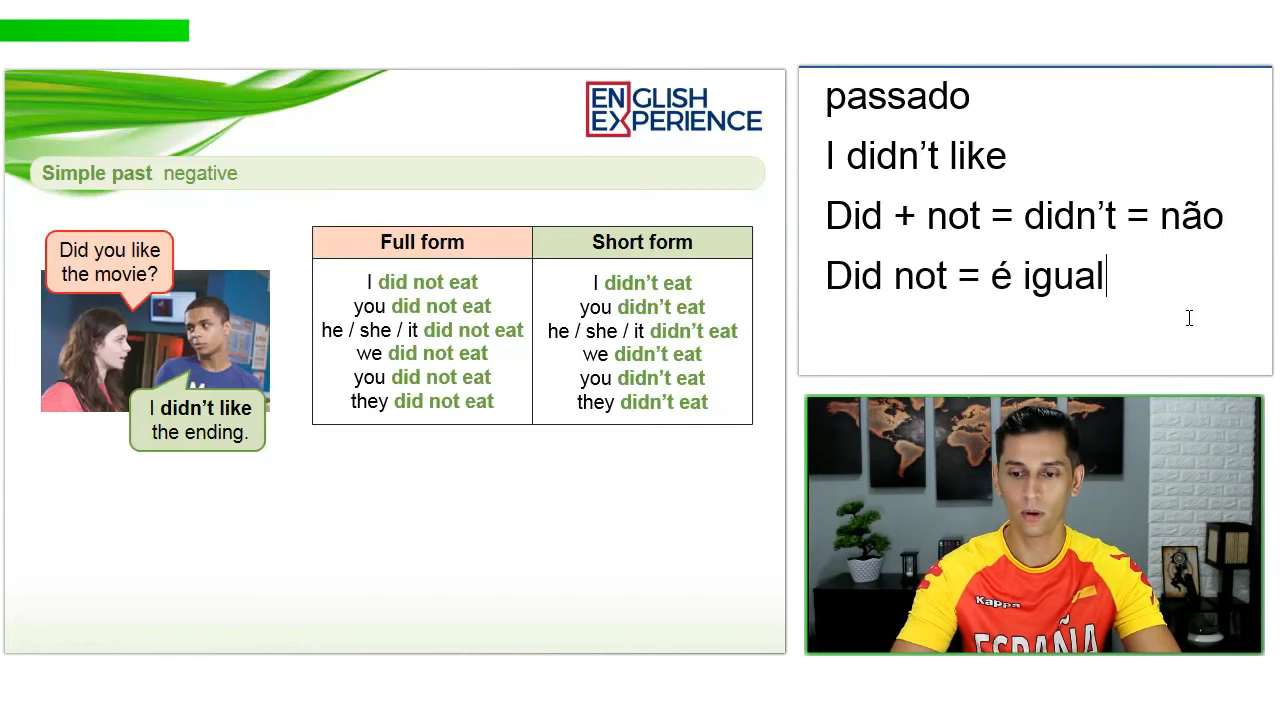 ENGLISH
EXPERIENCE
Simple past negative
Did you like
the movie?
I didn't like
the ending.
Full form
I did not eat
you did not eat
he / she / it did not eat
we did not eat
you did not eat
they did not eat
Short form
I didn't eat
you didn't eat
he / she / it didn't eat
we didn't eat
you didn't eat
they didn't eat
passado
I didn't like
Did + not = didn't = não
Did not = é igual
Kappa
ESPAÑA